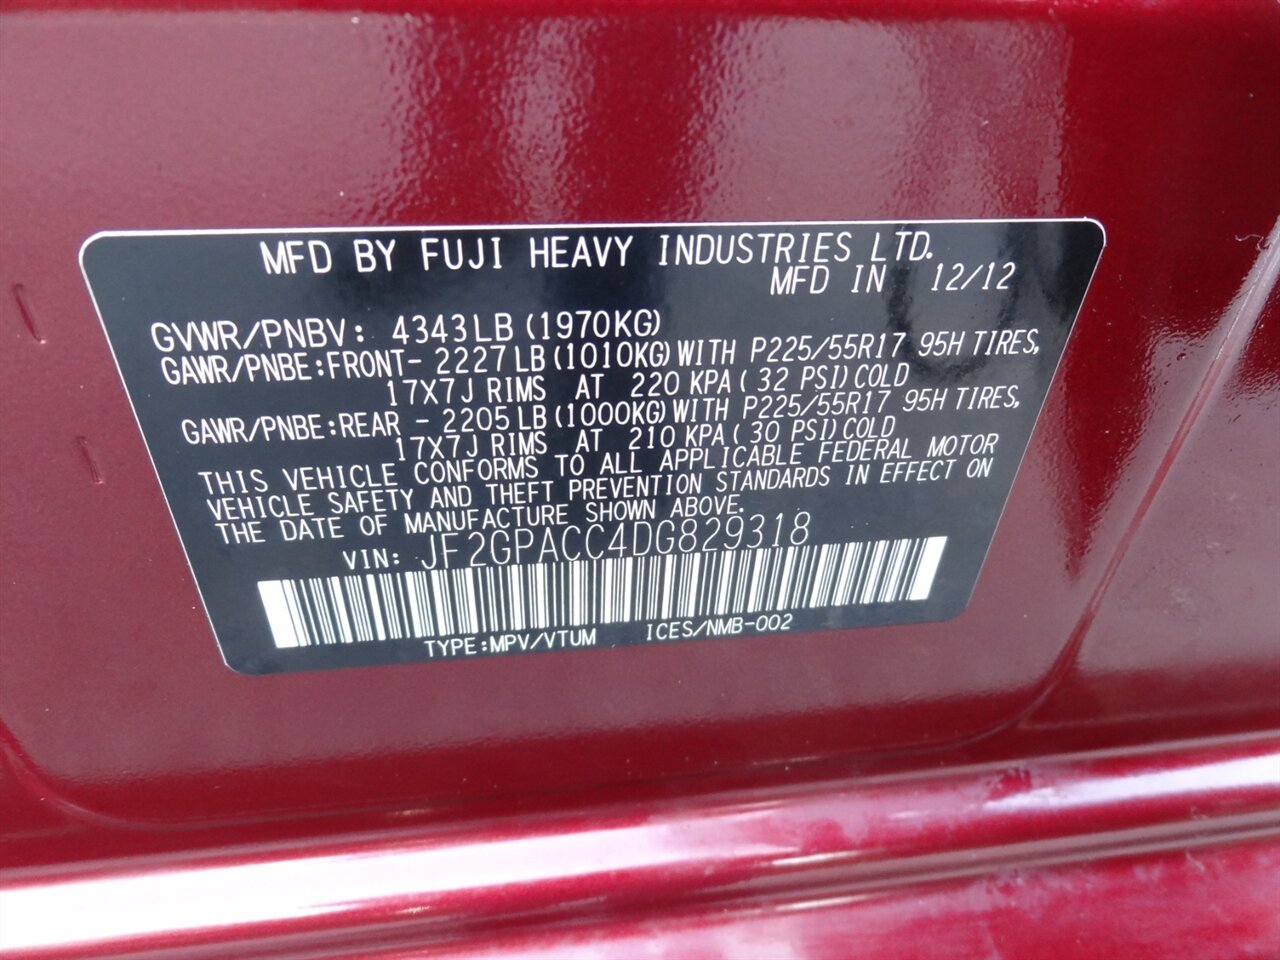 MFD BY FUJI HEAVY INDUSTRIES LTD.
MFD IN 12/12
GVWR/PNBV: 4343LB (1970KG)
GAWR/PNBE:FRONT- 2227LB (1010KG) WITH P225/55R17 95H TIRES,
17X7J RIMS AT 220 KPA ( 32 PSI) COLD
GAWR/PNBE:REAR - 2205LB (1000KG) WITH P225/55R17 95H TIRES,
17X7J RIMS AT 210 KPA ( 30 PSI) COLD
THIS VEHICLE CONFORMS TO ALL APPLICABLE FEDERAL MOTOR
VEHICLE SAFETY AND THEFT PREVENTION STANDARDS IN EFFECT ON
THE DATE OF MANUFACTURE SHOWN ABOVE.
VIN: JF2GPACC4DG829318
TYPE:MPV/VTUM ICES/NMB-002